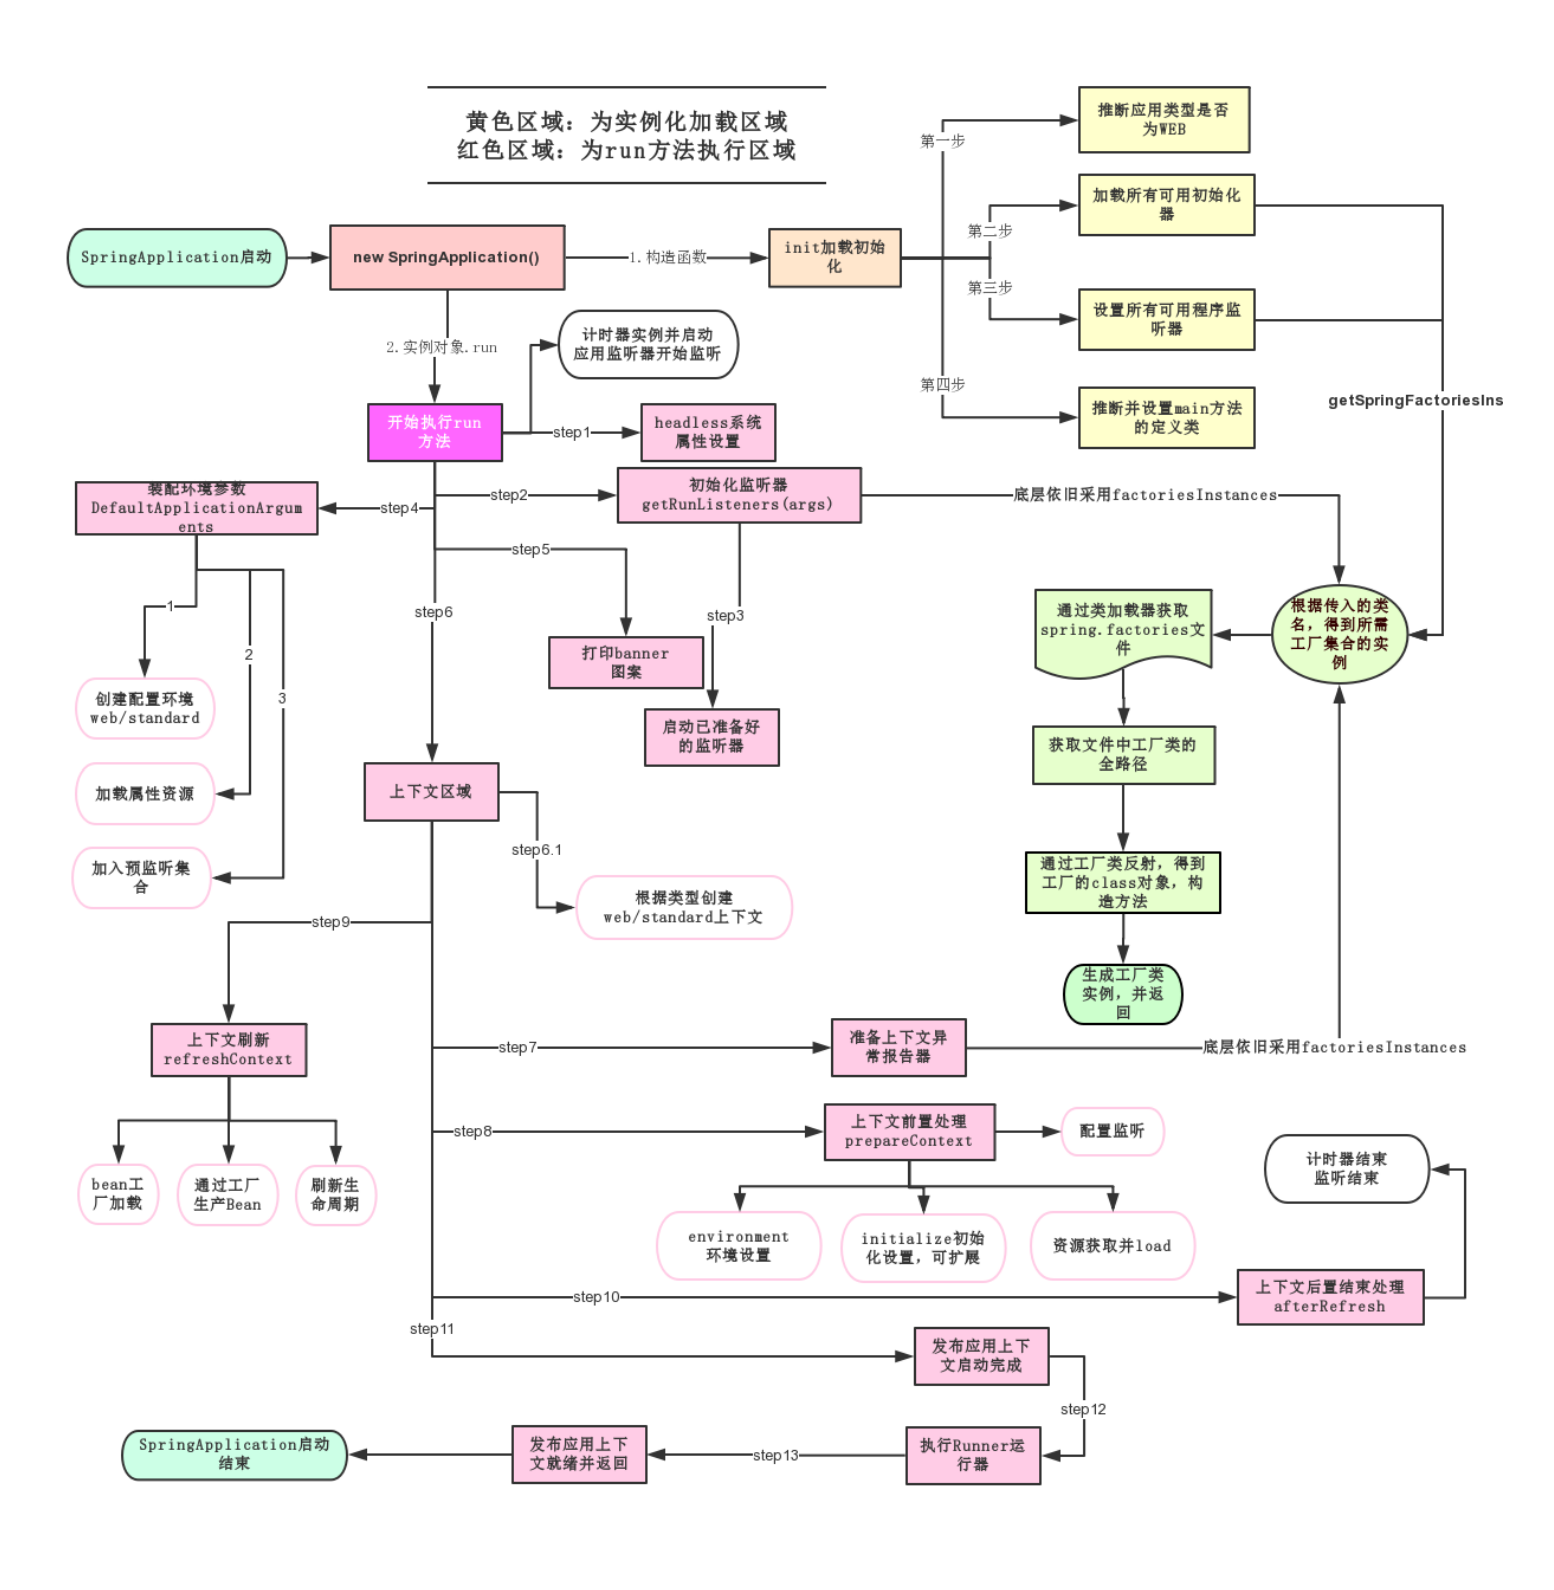 黄色区域：为实例化加载区域
红色区域：为run方法执行区域
SpringApplication启动
new SpringApplication()
1.构造函数
init加载初始
化
第一步
推断应用类型是否
为WEB
第二步
加载所有可用初始化
器
第三步
设置所有可用程序监
听器
第四步
推断并设置main方法
的定义类
getSpringFactoriesIns
2.实例对象.run
计时器实例并启动
应用监听器开始监听
开始执行run
方法
step1
headless系统
属性设置
step2
初始化监听器
getRunListeners(args)
底层依旧采用factoriesInstances
step4
装配环境参数
DefaultApplicationArgum
ents
step5
step3
step6
1
2
3
创建配置环境
web/standard
加载属性资源
加入预监听集
合
打印banner
图案
启动已准备好
的监听器
根据传入的类
名，得到所需
工厂集合的实
例
通过类加载器获取
spring.factories文
件
获取文件中工厂类的
全路径
通过工厂类反射，得到
工厂的class对象，构
造方法
生成工厂类
实例，并返
回
上下文区域
step6.1
根据类型创建
web/standard上下文
step9
上下文刷新
refreshContext
bean工
厂加载
通过工厂
生产Bean
刷新生
命周期
step7
准备上下文异
常报告器
底层依旧采用factoriesInstances
step8
上下文前置处理
prepareContext
配置监听
environment
环境设置
initialize初始
化设置，可扩展
资源获取并load
计时器结束
监听结束
step10
上下文后置结束处理
afterRefresh
step11
发布应用上下
文启动完成
step12
执行Runner运
行器
step13
发布应用上下
文就绪并返回
SpringApplication启动
结束